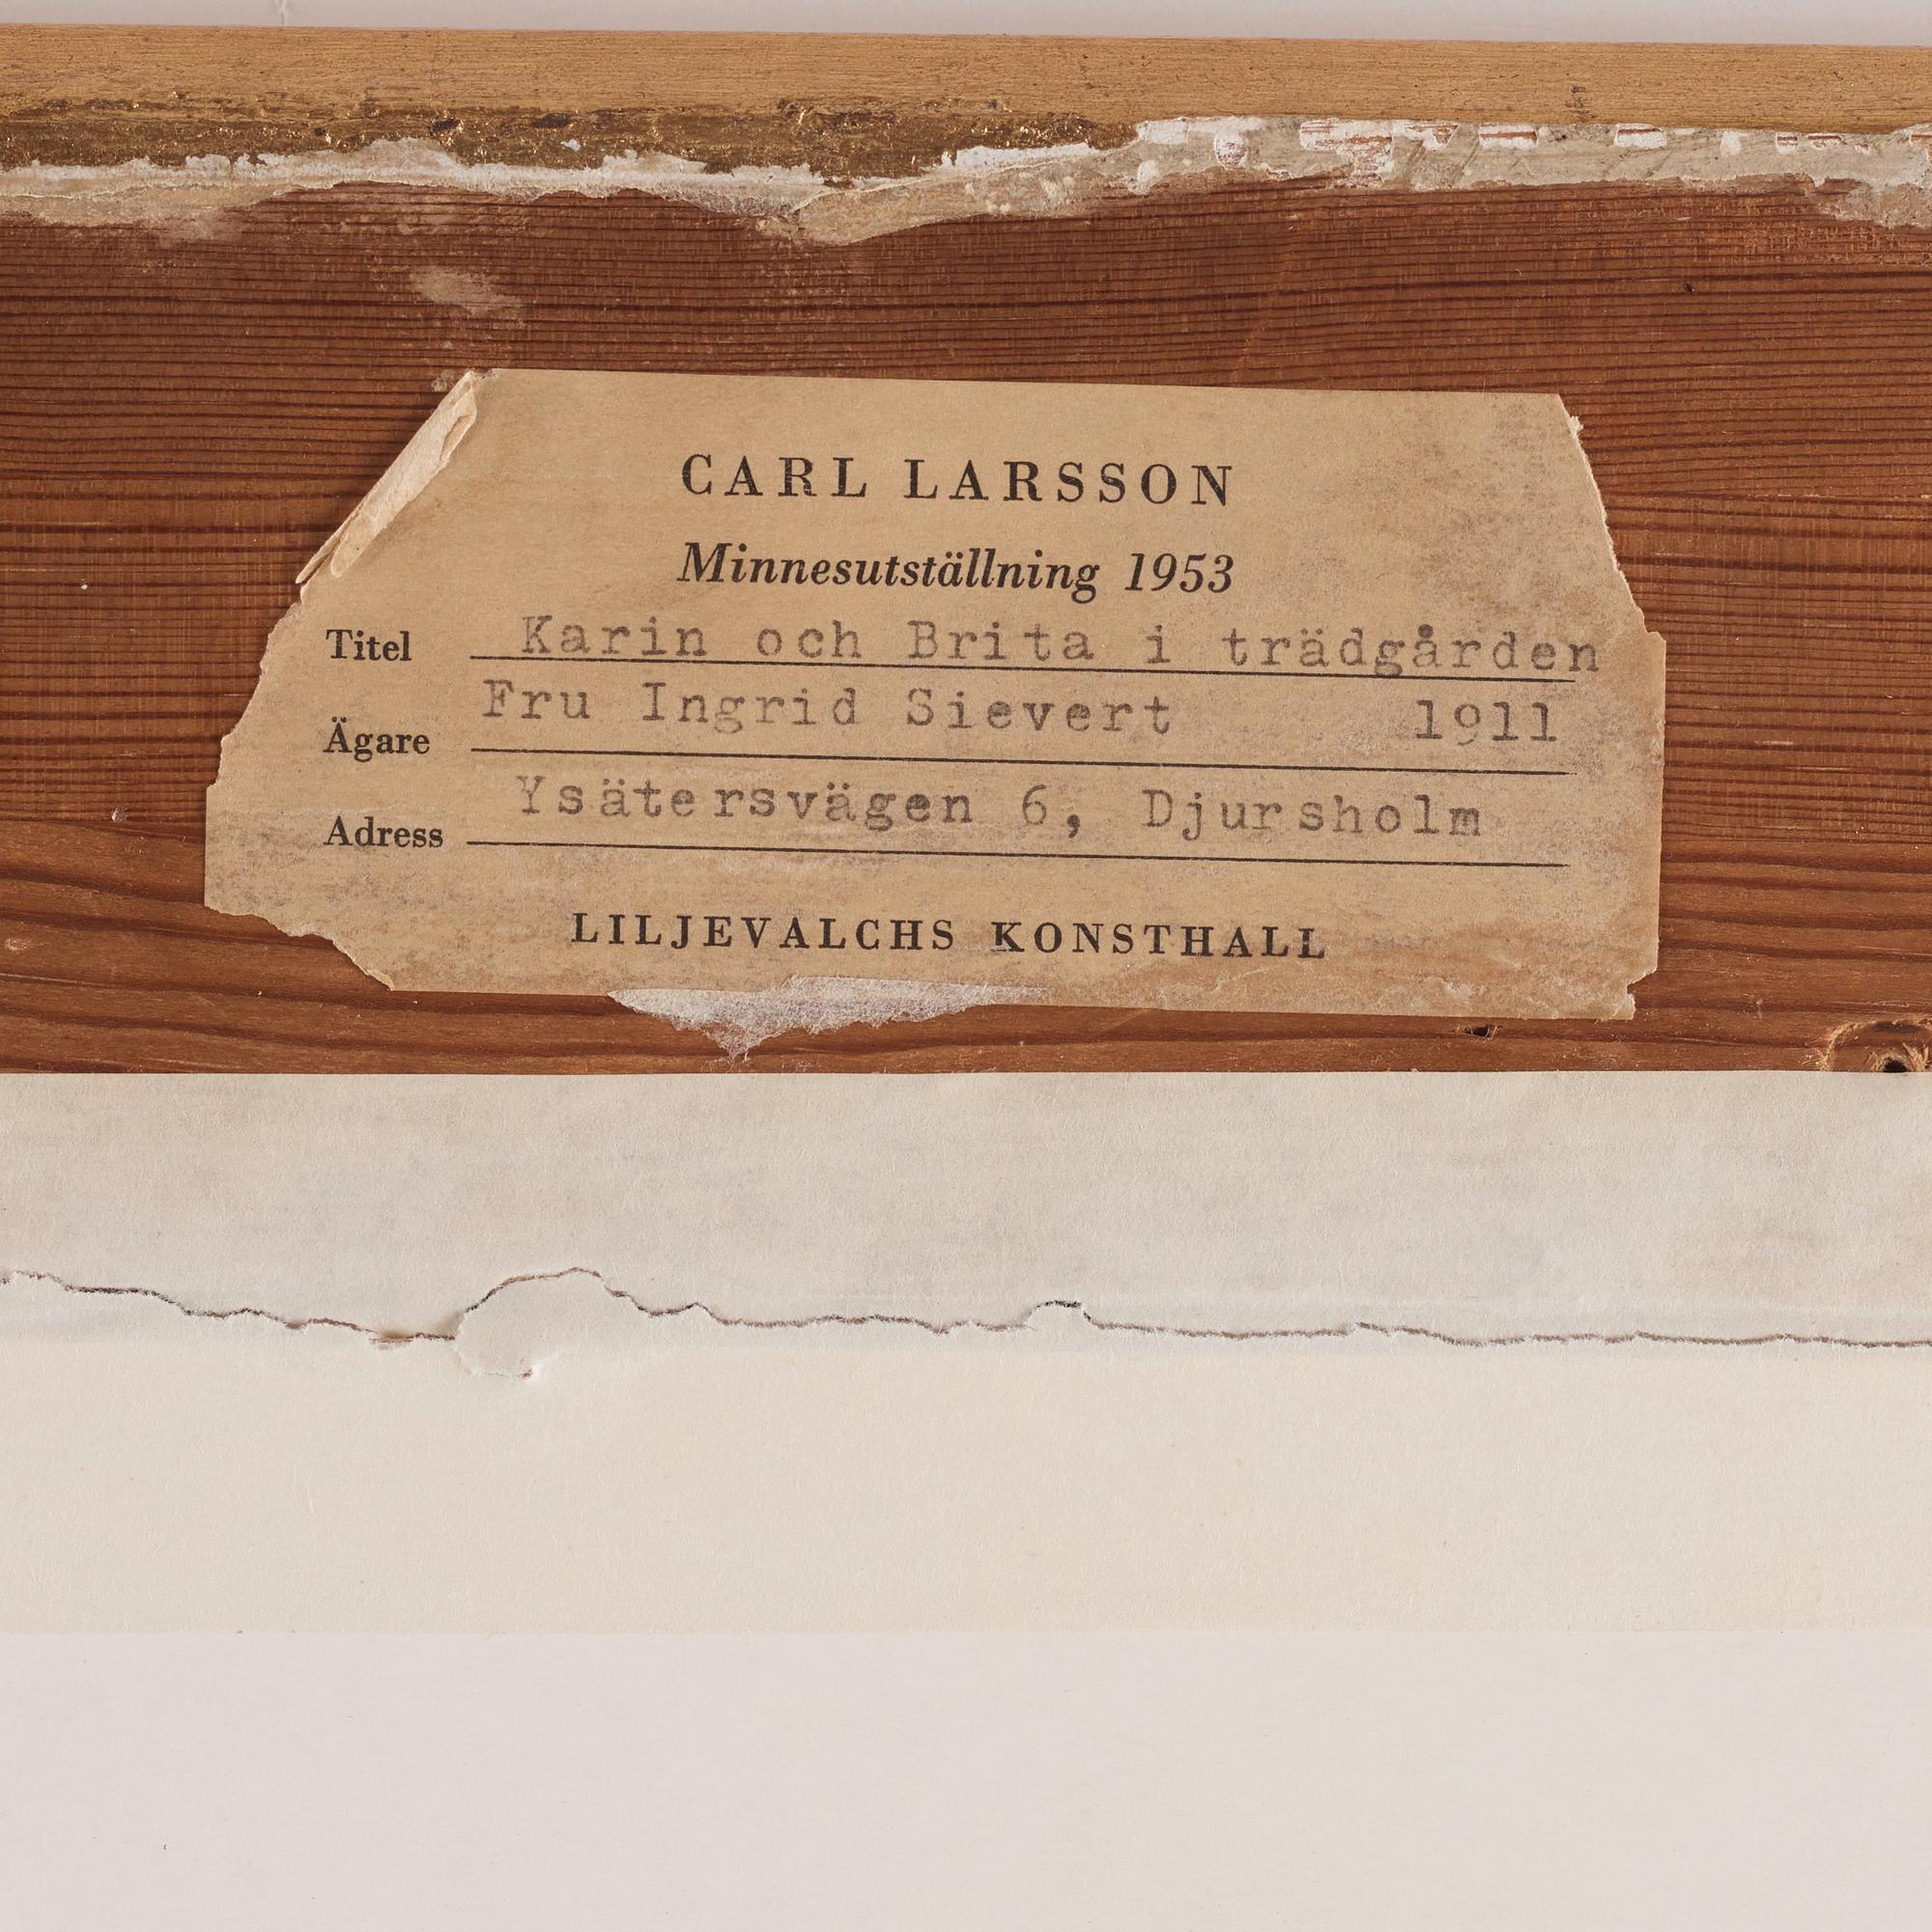 CARL LARSSON
Minnesutställning 1953
Titel Karin och Brita i trädgården
Ägare Fru Ingrid Sievert 1911
Adress Ysätersvägen 6, Djursholm
LILJEVALCHS KONSTHALL